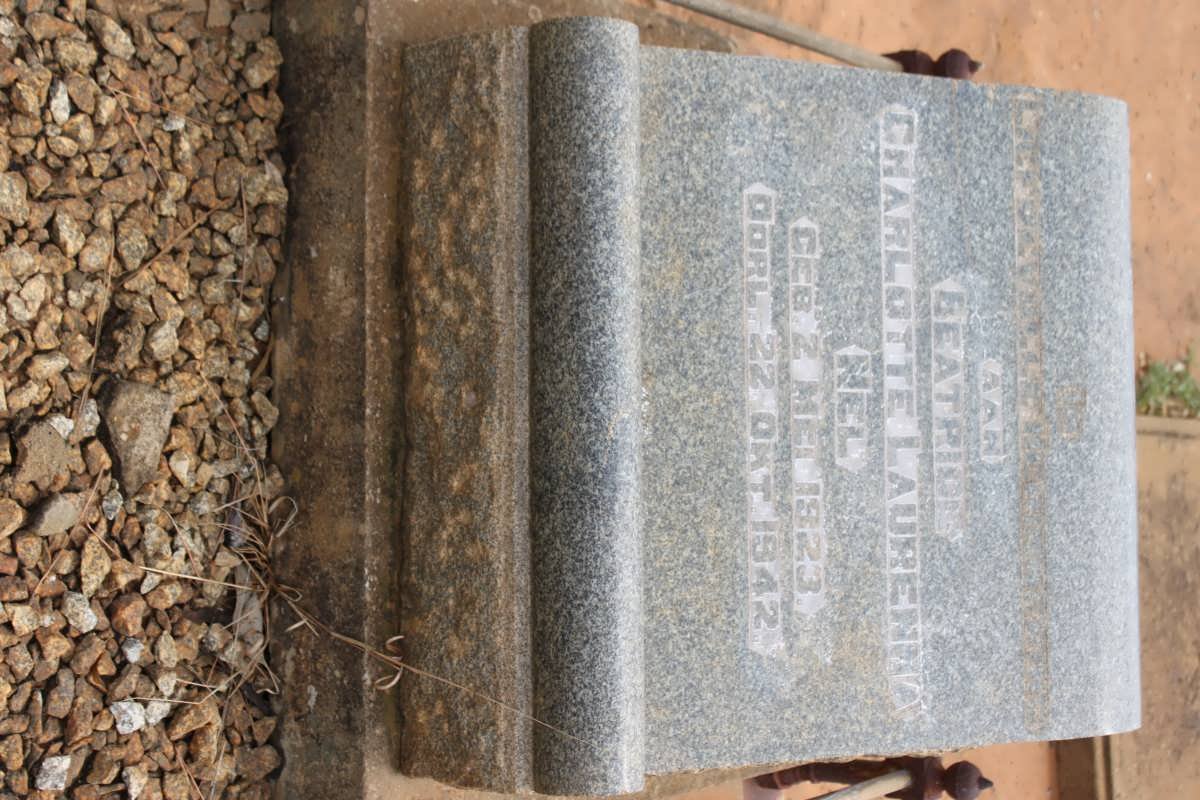 AAN
BEATRICE
CHARLOTTE LAURENNA
NEL
GEB. 2 MEI 1923
OORL. 22 OKT. 1942